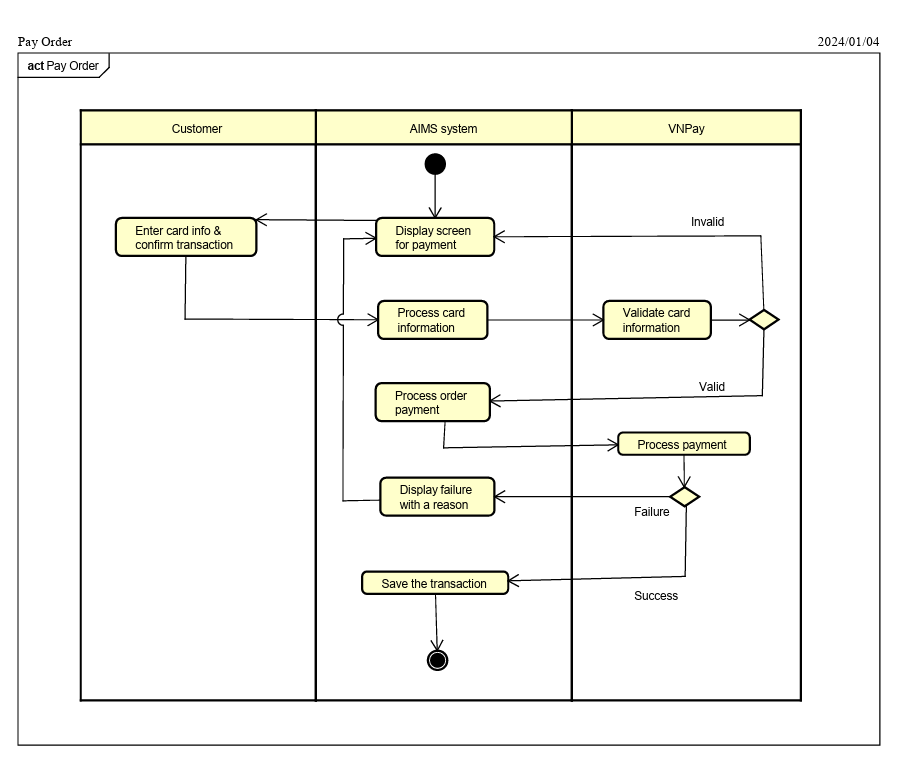 Pay Order
2024/01/04
act Pay Order
Customer
AIMS system
VNPay
Enter card info &
confirm transaction
Display screen
for payment
Invalid
Process card
information
Validate card
information
Process order
payment
Valid
Process payment
Display failure
with a reason
Failure
Save the transaction
Success